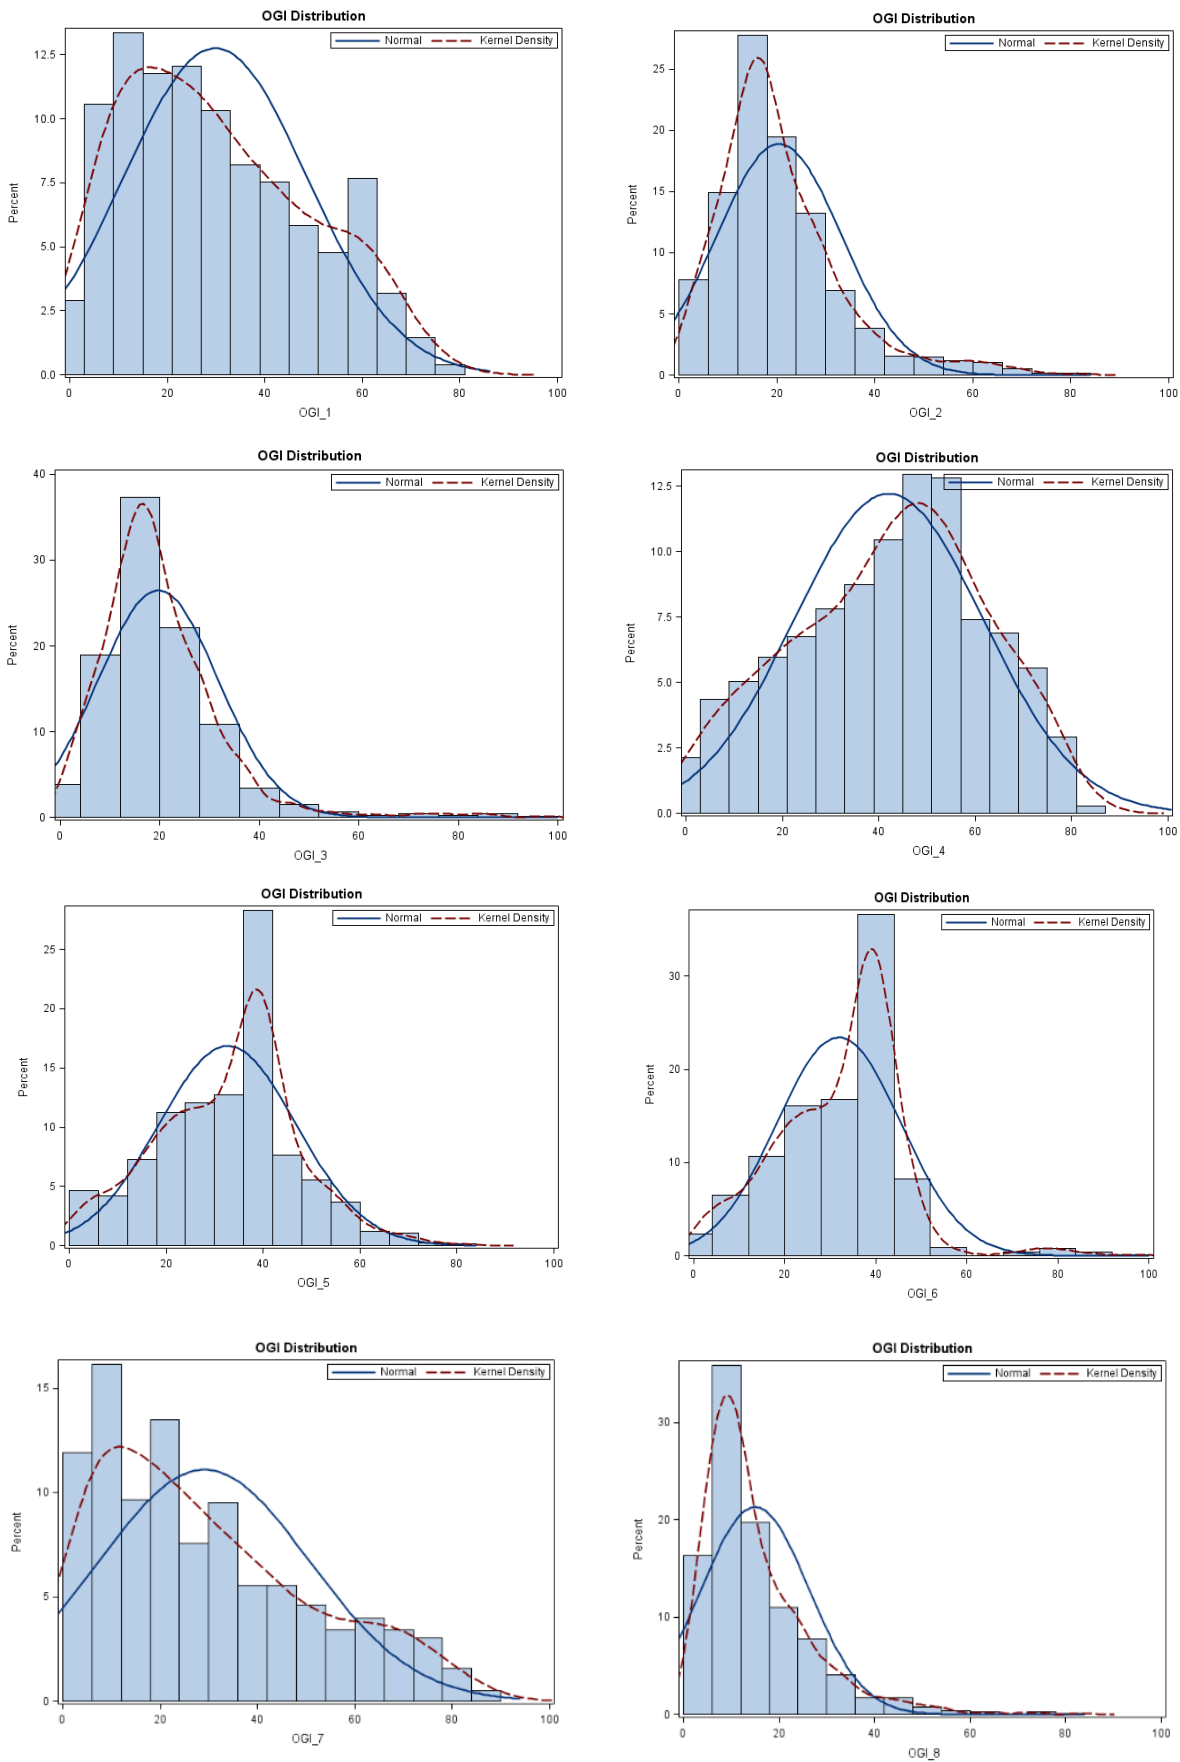 OGI Distribution
Normal Kernel Density
12.5
10.0
7.5
5.0
2.5
0.0
Percent
0 20 40 60 80 100
OGI_1
OGI Distribution
Normal Kernel Density
25
20
15
10
5
0
Percent
0 20 40 60 80 100
OGI_2
OGI Distribution
Normal Kernel Density
40
30
20
10
0
Percent
0 20 40 60 80 100
OGI_3
OGI Distribution
Normal Kernel Density
12.5
10.0
7.5
5.0
2.5
0.0
Percent
0 20 40 60 80 100
OGI_4
OGI Distribution
Normal Kernel Density
25
20
15
10
5
0
Percent
0 20 40 60 80 100
OGI_5
OGI Distribution
Normal Kernel Density
30
20
10
0
Percent
0 20 40 60 80 100
OGI_6
OGI Distribution
Normal Kernel Density
15
10
5
0
Percent
0 20 40 60 80 100
OGI_7
OGI Distribution
Normal Kernel Density
30
20
10
0
Percent
0 20 40 60 80 100
OGI_8